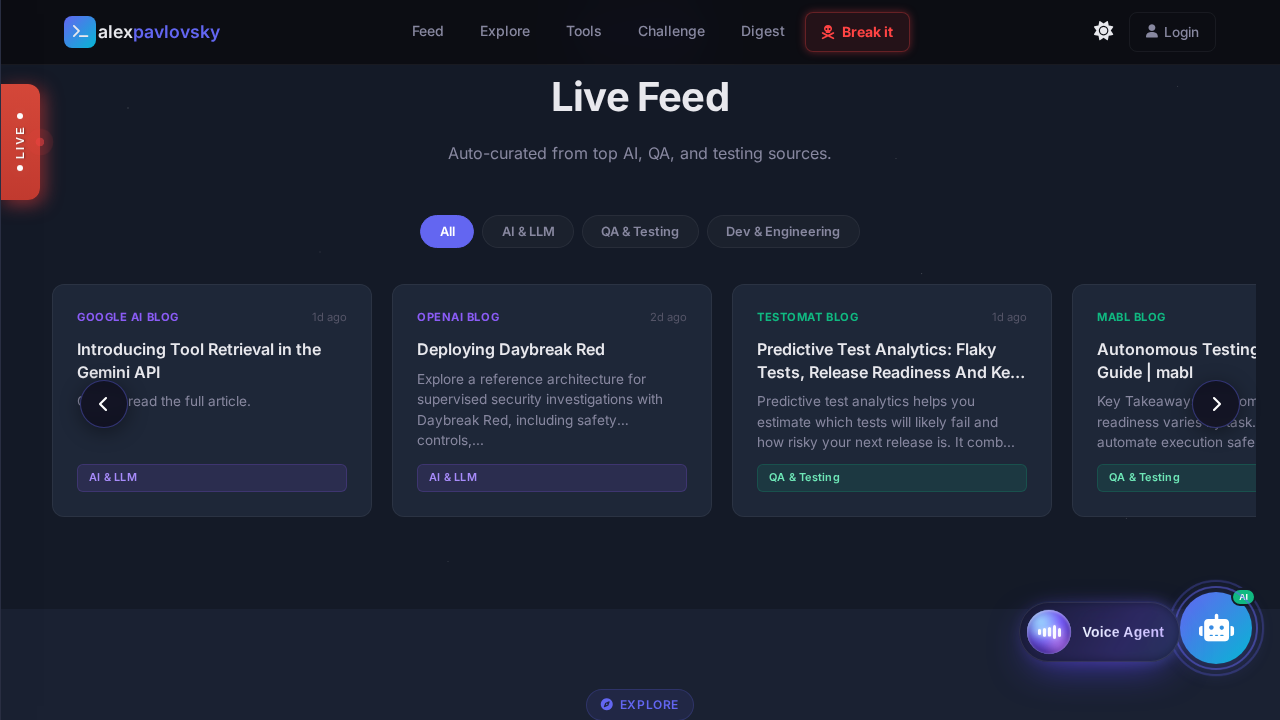 alexpavlovsky
Feed
Explore
Tools
Challenge
Digest
Break it
Login
LIVE
Live Feed
Auto-curated from top AI, QA, and testing sources.
All
AI & LLM
QA & Testing
Dev & Engineering
GOOGLE AI BLOG
1d ago
Introducing Tool Retrieval in the
Gemini API
read the full article.
AI & LLM
OPENAI BLOG
2d ago
Deploying Daybreak Red
Explore a reference architecture for
supervised security investigations with
Daybreak Red, including safety...
controls,...
AI & LLM
TESTOMAT BLOG
1d ago
Predictive Test Analytics: Flaky
Tests, Release Readiness And Ke...
Predictive test analytics helps you
estimate which tests will likely fail and
how risky your next release is. It comb...
QA & Testing
MABL BLOG
Autonomous Testing
Guide | mabl
Key Takeaway
readiness varies task.
automate execution safe
QA & Testing
AI
Voice Agent
EXPLORE